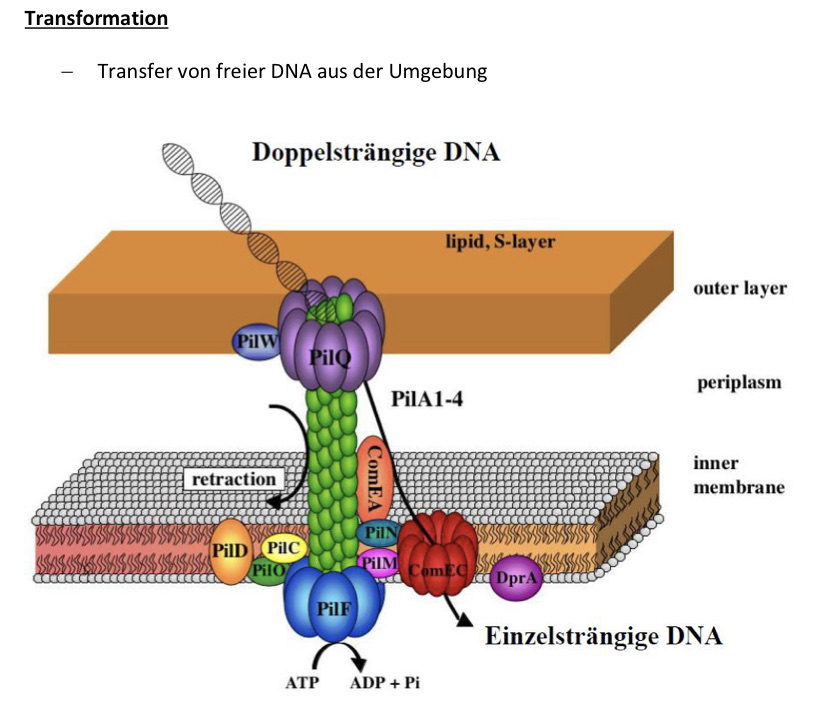 Transformation
– Transfer von freier DNA aus der Umgebung
Doppelsträngige DNA
lipid, S-layer
outer layer
PilW
PilQ
periplasm
PilA1-4
ComEA
inner
membrane
retraction
PilN
PilD
PilC
PilO
PilM
ComEC
DprA
PilF
Einzelsträngige DNA
ATP
ADP + Pi